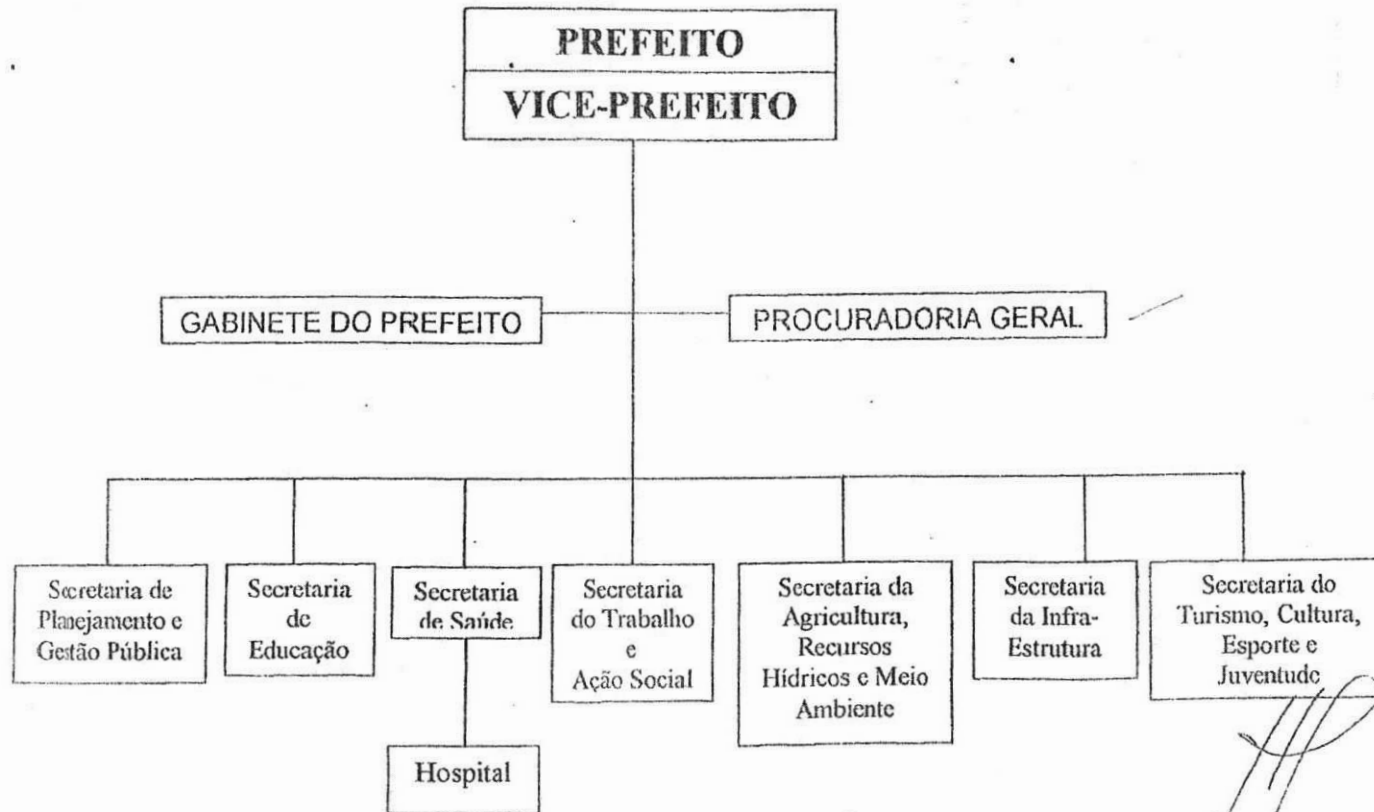 PREFEITO
VICE-PREFEITO
GABINETE DO PREFEITO
PROCURADORIA GERAL
Secretaria de
Planejamento e
Gestão Pública
Secretaria
de
Educação
Secretaria
de Saúde
Secretaria
do Trabalho
e
Ação Social
Secretaria da
Agricultura,
Recursos
Hídricos e Meio
Ambiente
Secretaria
da Infra-
Estrutura
Secretaria do
Turismo, Cultura,
Esporte e
Juventude
Hospital